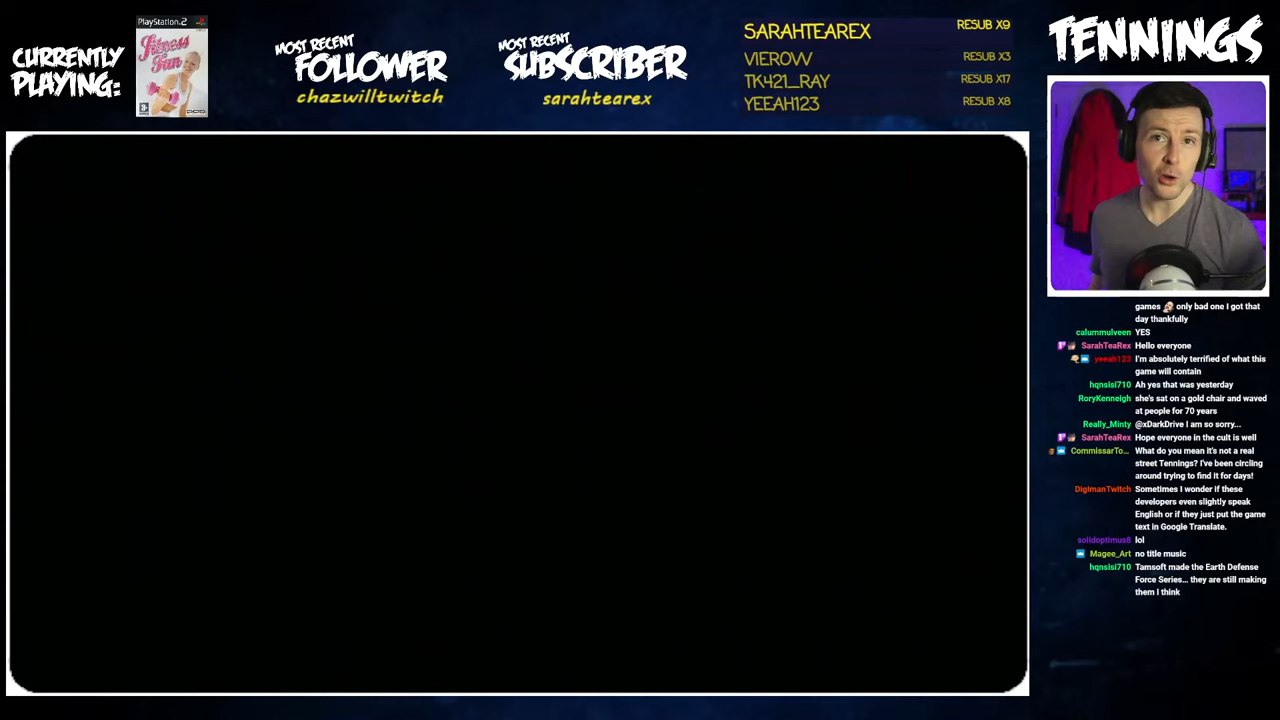 CURRENTLY
PLAYING:
PlayStation 2
Fitness
Fun
MOST RECENT
FOLLOWER
chazwilltwitch
MOST RECENT
SUBSCRIBER
sarahtearex
SARAHTEAREX RESUB X9
VIEROW RESUB X3
TK421_RAY RESUB X17
YEEAH123 RESUB X8
TENNINGS
games only bad one I got that
day thankfully
calummulveen YES
SarahTeaRex Hello everyone
yeeah123 I'm absolutely terrified of what this
game will contain
hqnsisi710 Ah yes that was yesterday
RoryKenneigh she's sat on a gold chair and waved
at people for 70 years
Really_Minty @xDarkDrive I am so sorry...
SarahTeaRex Hope everyone in the cult is well
CommissarTo... What do you mean it's not a real
street Tennings? I've been circling
around trying to find it for days!
DigimanTwitch Sometimes I wonder if these
developers even slightly speak
English or if they just put the game
text in Google Translate.
solidoptimus8 lol
Magee_Art no title music
hqnsisi710 Tamsoft made the Earth Defense
Force Series... they are still making
them I think